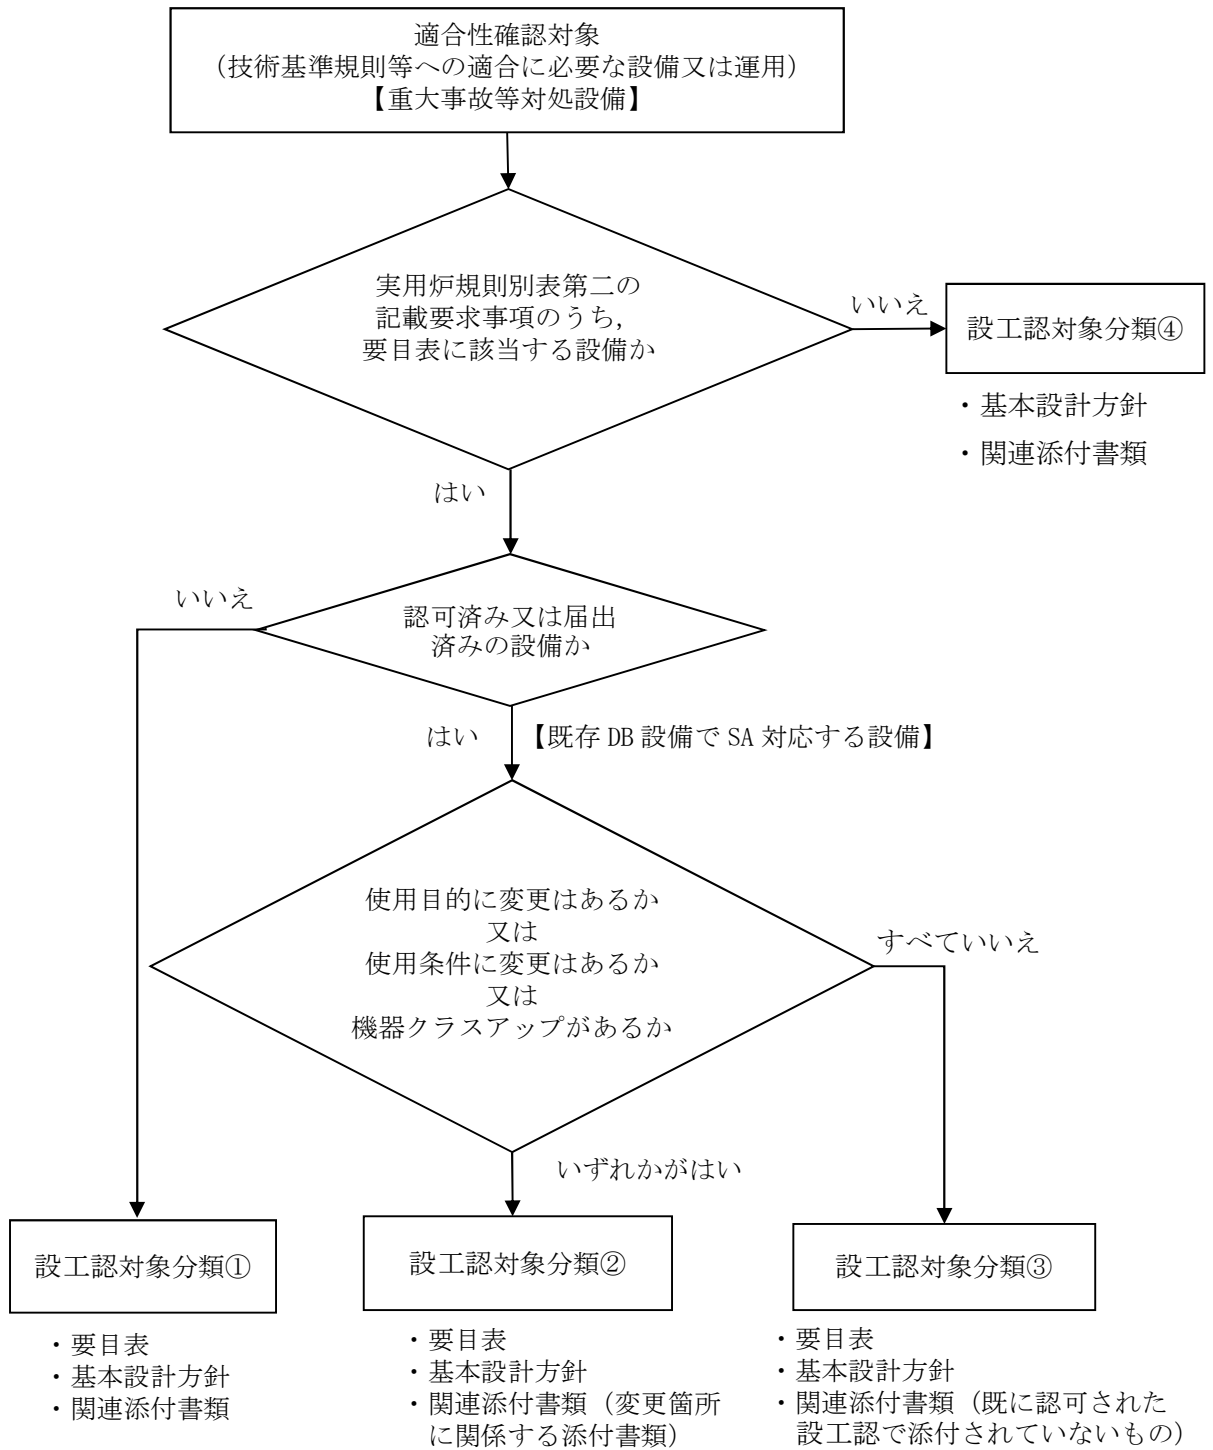 適合性確認対象
（技術基準規則等への適合に必要な設備又は運用）
【重大事故等対処設備】
実用炉規則別表第二の
記載要求事項のうち，
要目表に該当する設備か
いいえ
設工認対象分類④
・基本設計方針
・関連添付書類
はい
いいえ
認可済み又は届出
済みの設備か
はい
【既存 DB 設備で SA 対応する設備】
使用目的に変更はあるか
又は
使用条件に変更はあるか
又は
機器クラスアップがあるか
すべていいえ
いずれかがはい
設工認対象分類①
・要目表
・基本設計方針
・関連添付書類
設工認対象分類②
・要目表
・基本設計方針
・関連添付書類（変更箇所
に関係する添付書類）
設工認対象分類③
・要目表
・基本設計方針
・関連添付書類（既に認可された
設工認で添付されていないもの）